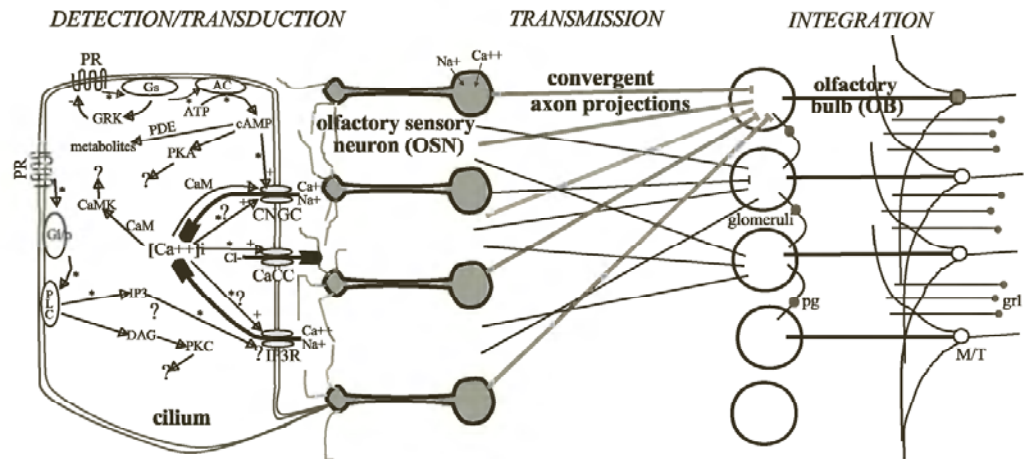 DETECTION/TRANSDUCTION
TRANSMISSION
INTEGRATION
PR
Gs
AC
GRK
ATP
cAMP
PDE
metabolites
PKA
?
PR
?
CaM
+
Ca+
Na+
CNGC
*?
+
CaMK
CaM
[Ca++]i
*
+
Cl-
CaCC
*?
+
PLC
*
IP3
?
*
?
Ca++
Na+
IP3R
DAG
PKC
?
cilium
olfactory sensory
neuron (OSN)
Na+
Ca++
convergent
axon projections
glomeruli
pg
olfactory
bulb (OB)
grl
M/T